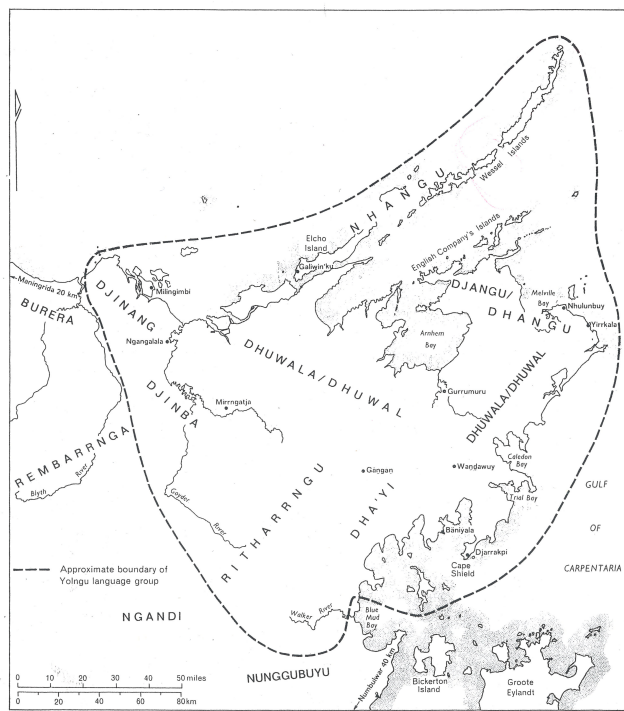 Wessel Islands
NHANGU
Elcho
Island
Galiwin'ku
English Company's Islands
Maningrida 20 km
BURERA
DJINANG
Milingimbi
Ngangalala
DJANGU/
DHANGU
Melville
Bay
Nhulunbuy
Yirrkala
Arnhem
Bay
DHUWALA/DHUWAL
DHUWALA/DHUWAL
Gurrumuru
DJINBA
Mirrngatja
REMBARRNGA
Blyth
River
Goyder
River
RITHARRNGU
Gängan
DHA'YI
Wandawuy
Caledon
Bay
Trial Bay
GULF
OF
CARPENTARIA
Bäniyala
Djarrakpi
Cape
Shield
Approximate boundary of
Yolngu language group
NGANDI
Walker River
Blue
Mud
Bay
NUNGGUBUYU
Numbulwar 40 km
Bickerton
Island
Groote
Eylandt
0 10 20 30 40 50 miles
0 20 40 60 80km